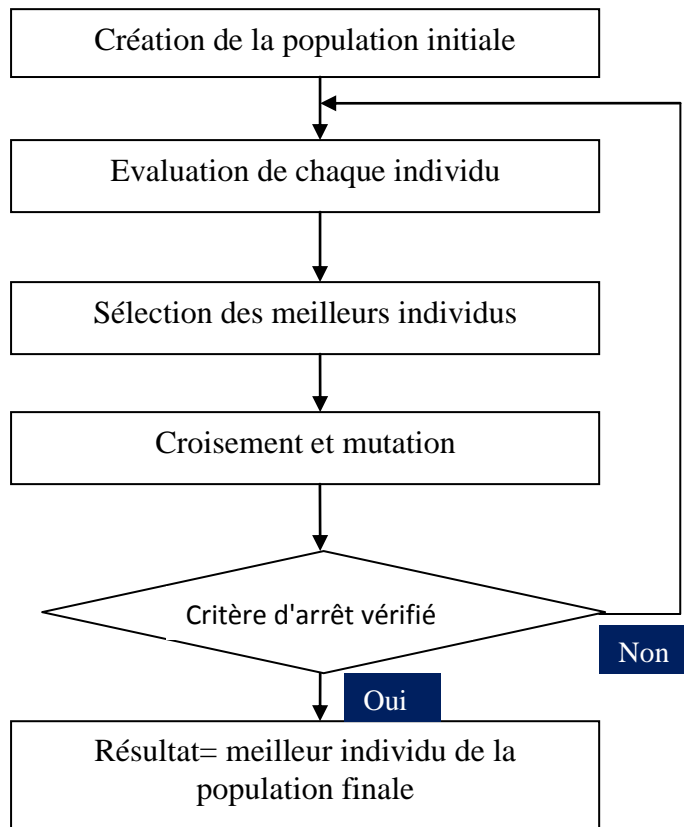 Création de la population initiale
Evaluation de chaque individu
Sélection des meilleurs individus
Croisement et mutation
Critère d'arrêt vérifié
Non
Oui
Résultat= meilleur individu de la
population finale